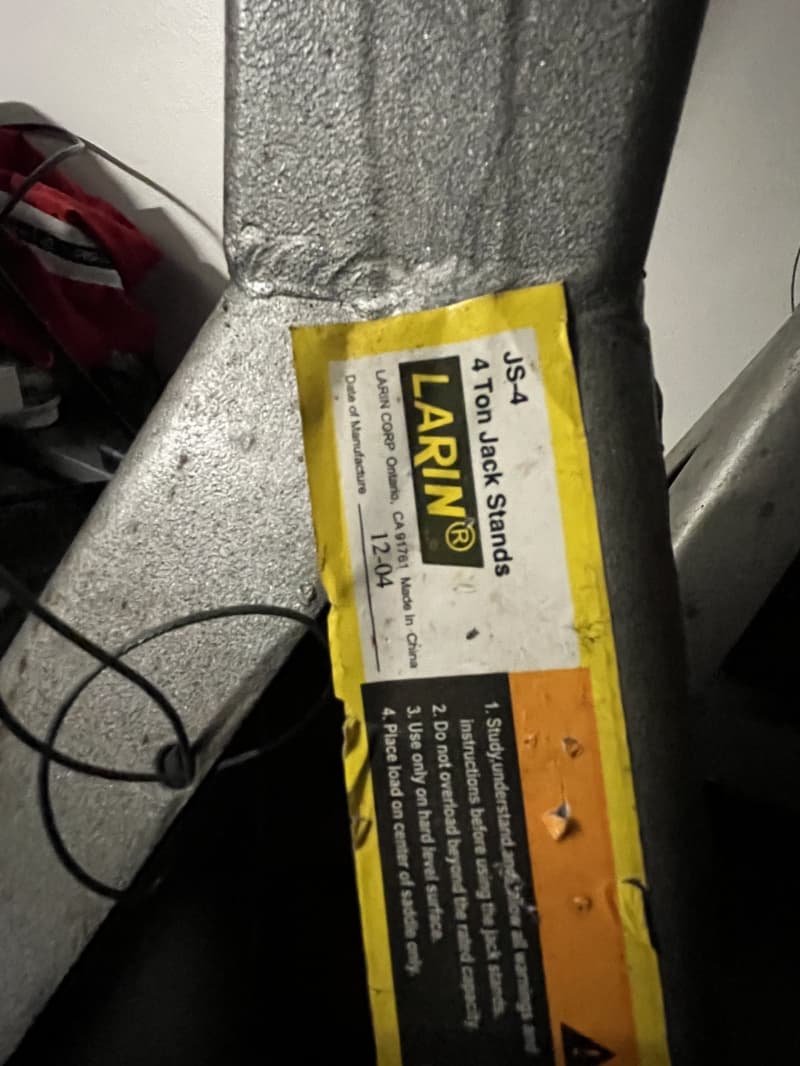 JS-4
4 Ton Jack Stands
LARIN®
LARIN CORP Ontario, CA 91761 Made In China
Date of Manufacture 12-04
1. Study,understand,and follow all warnings and
instructions before using the jack stands.
2. Do not overload beyond the rated capacity.
3. Use only on hard level surface.
4. Place load on center of saddle only.